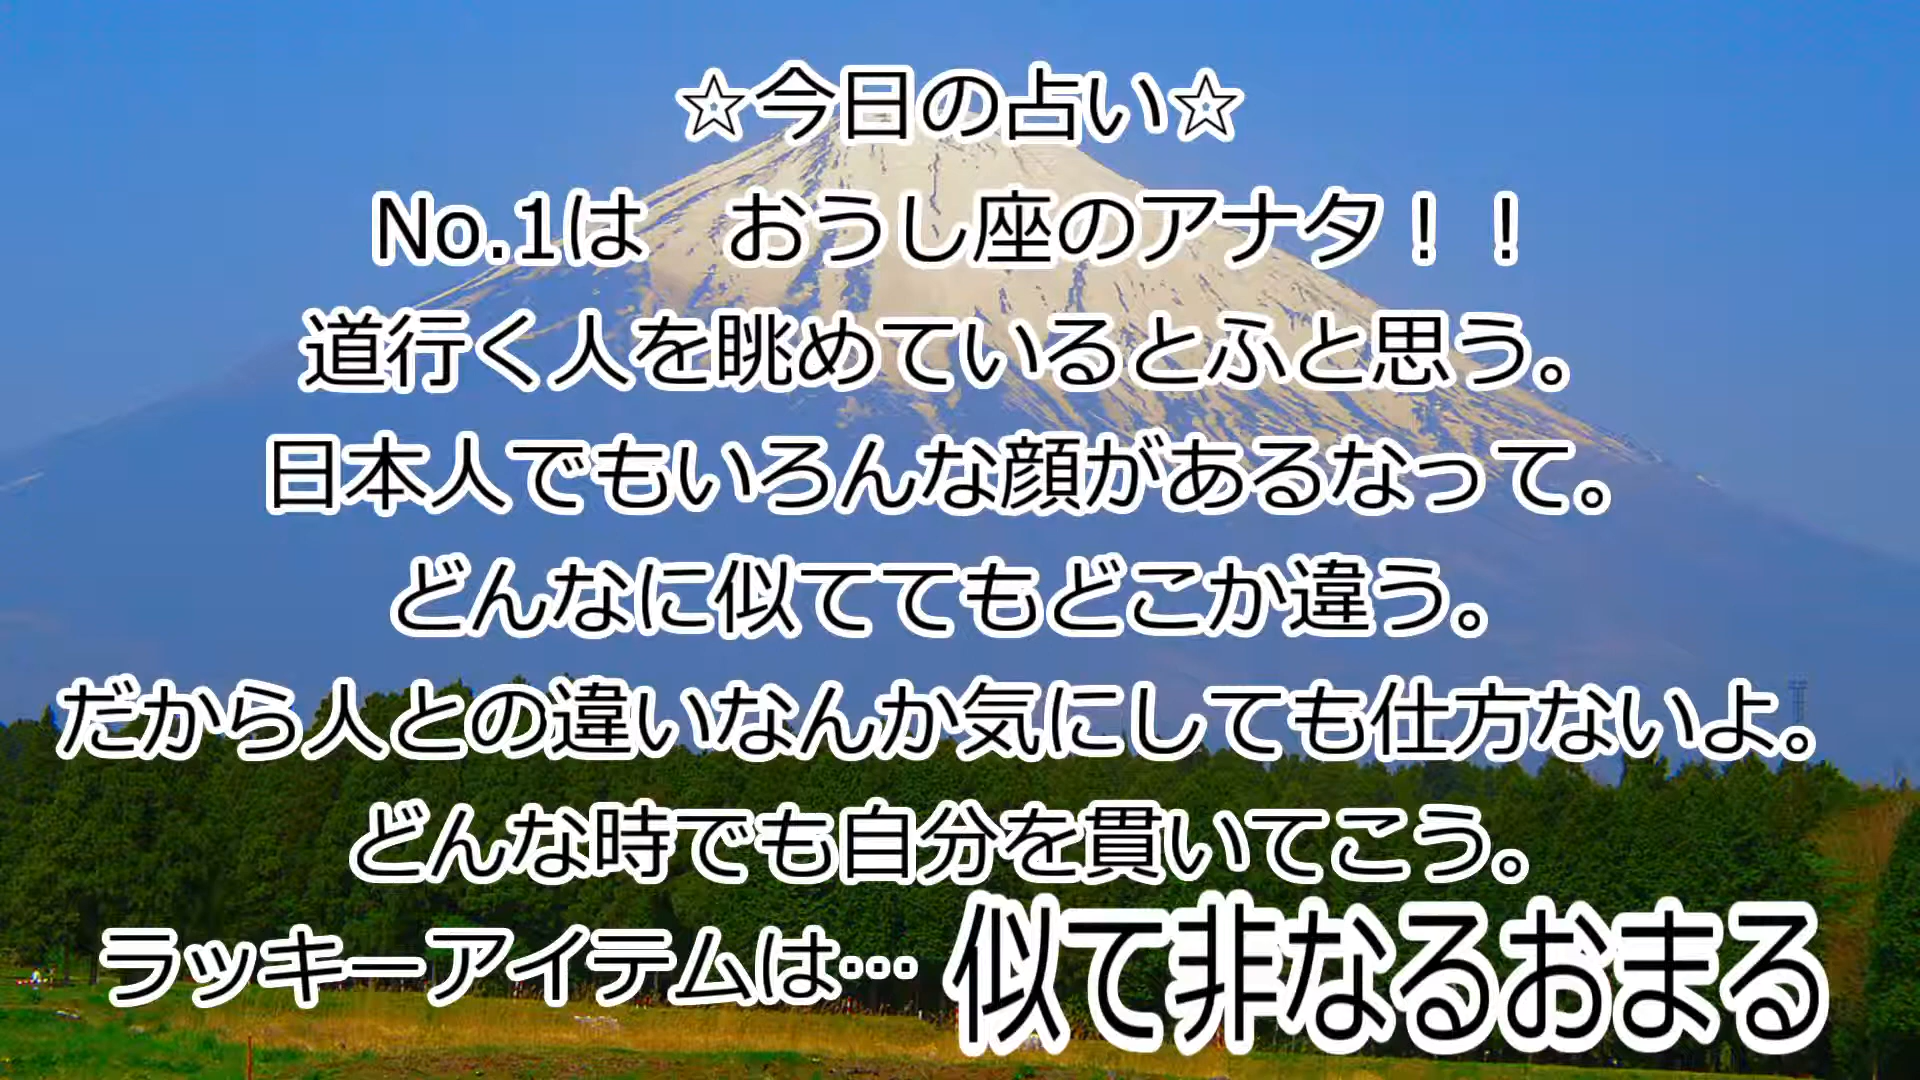 ☆今日の占い☆
No.1は　おうし座のアナタ！！
道行く人を眺めているとふと思う。
日本人でもいろんな顔があるなって。
どんなに似ててもどこか違う。
だから人との違いなんか気にしても仕方ないよ。
どんな時でも自分を貫いてこう。
ラッキーアイテムは… 似て非なるおまる